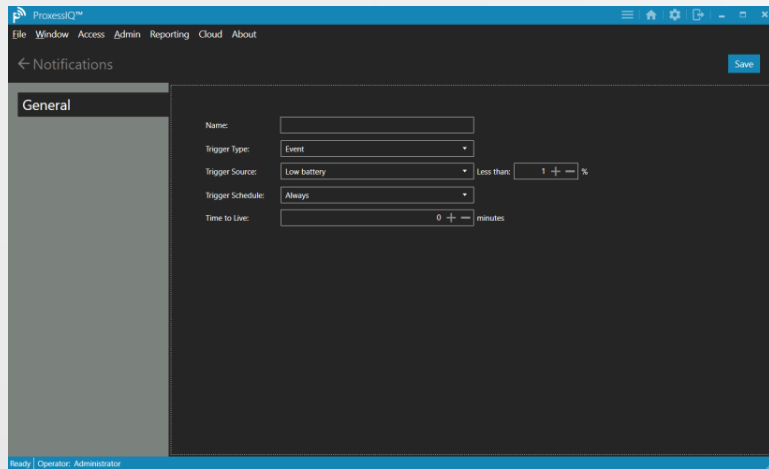 ProxessIQ™
File Window Access Admin Reporting Cloud About
Notifications
Save
General
Name:
Trigger Type: Event
Trigger Source: Low battery Less than: 1 %
Trigger Schedule: Always
Time to Live: 0 minutes
Ready Operator: Administrator